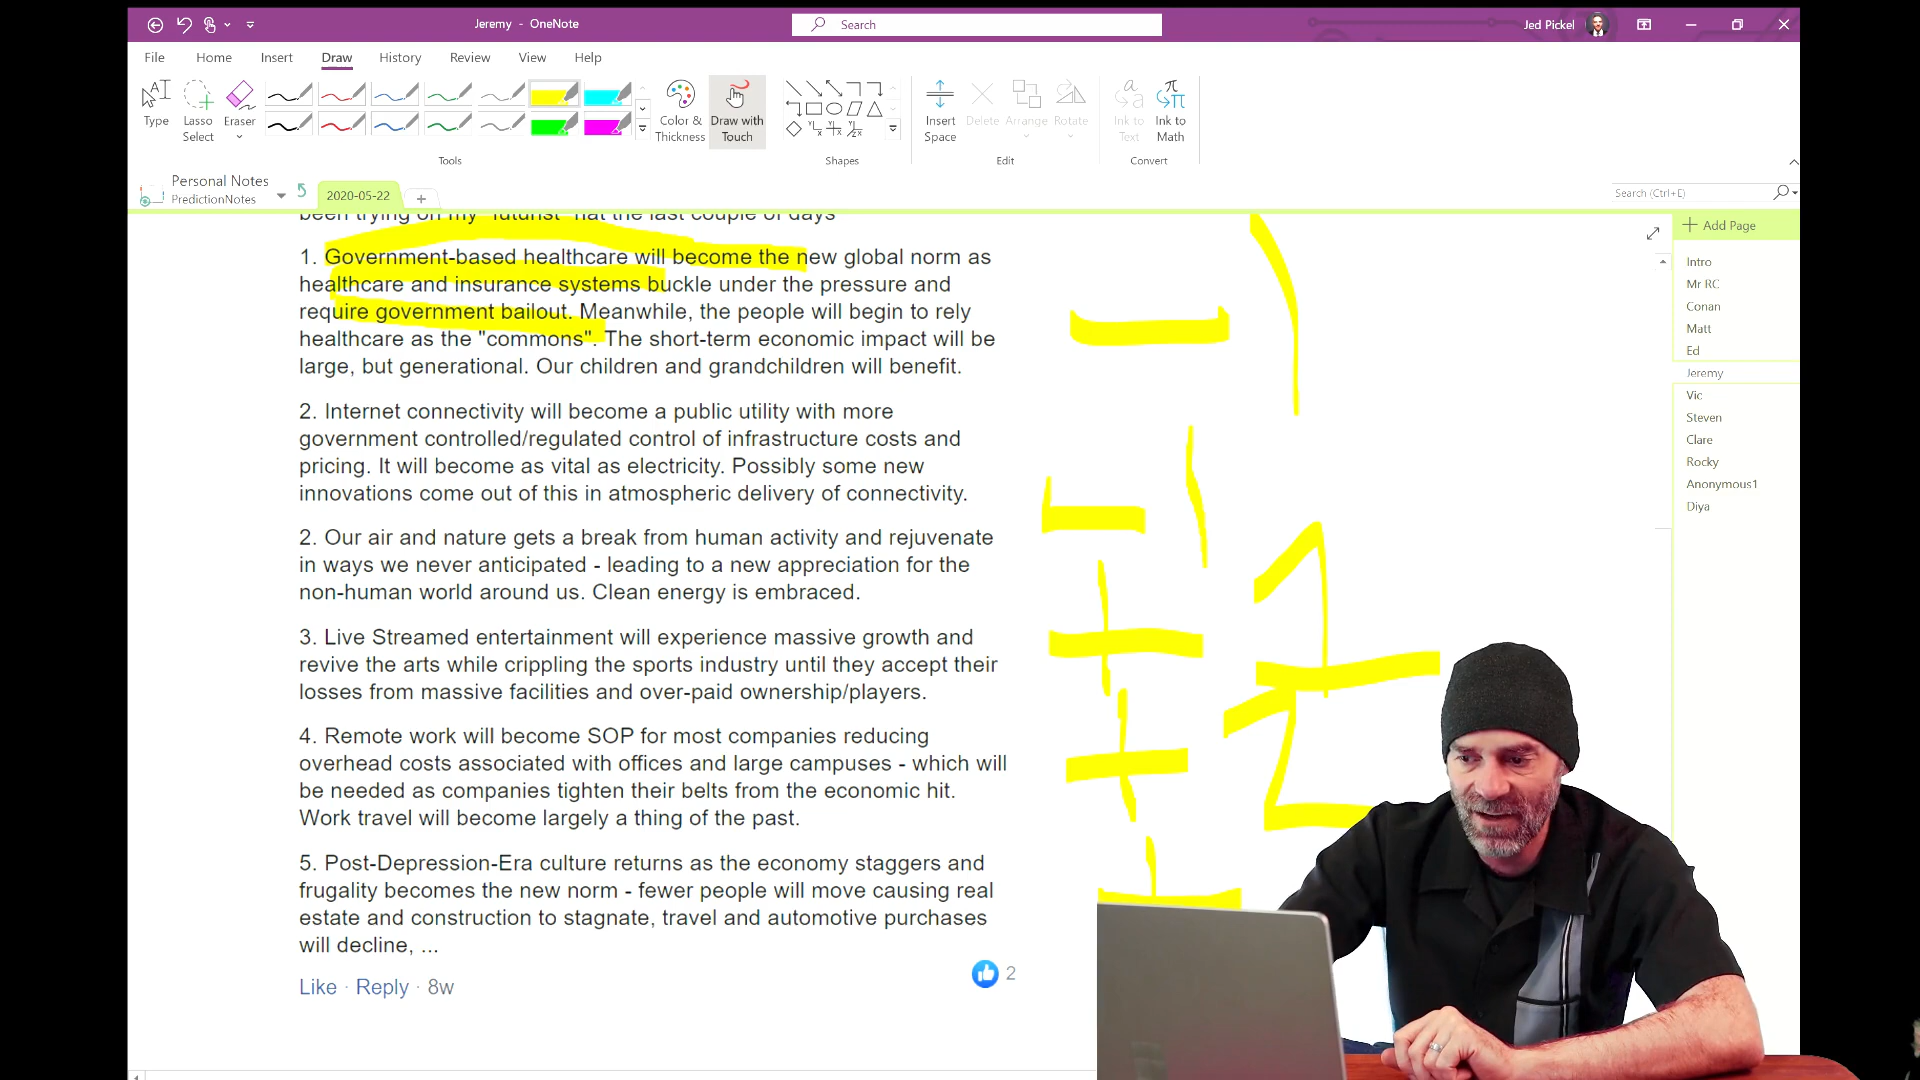 Jeremy - OneNote
Search
Jed Pickel
File Home Insert Draw History Review View Help
Type
Lasso Select
Eraser
Color & Thickness
Draw with Touch
Insert Space
Delete
Arrange
Rotate
Ink to Text
Ink to Math
Tools
Shapes
Edit
Convert
Personal Notes
PredictionNotes
2020-05-22
Search (Ctrl+E)
Add Page
Intro
Mr RC
Conan
Matt
Ed
Jeremy
Vic
Steven
Clare
Rocky
Anonymous1
Diya
been trying on my "futurist" hat the last couple of days
1. Government-based healthcare will become the new global norm as
healthcare and insurance systems buckle under the pressure and
require government bailout. Meanwhile, the people will begin to rely
healthcare as the "commons". The short-term economic impact will be
large, but generational. Our children and grandchildren will benefit.
2. Internet connectivity will become a public utility with more
government controlled/regulated control of infrastructure costs and
pricing. It will become as vital as electricity. Possibly some new
innovations come out of this in atmospheric delivery of connectivity.
2. Our air and nature gets a break from human activity and rejuvenate
in ways we never anticipated - leading to a new appreciation for the
non-human world around us. Clean energy is embraced.
3. Live Streamed entertainment will experience massive growth and
revive the arts while crippling the sports industry until they accept their
losses from massive facilities and over-paid ownership/players.
4. Remote work will become SOP for most companies reducing
overhead costs associated with offices and large campuses - which will
be needed as companies tighten their belts from the economic hit.
Work travel will become largely a thing of the past.
5. Post-Depression-Era culture returns as the economy staggers and
frugality becomes the new norm - fewer people will move causing real
estate and construction to stagnate, travel and automotive purchases
will decline, ...
Like · Reply · 8w
2
-1
-1
+1
+2